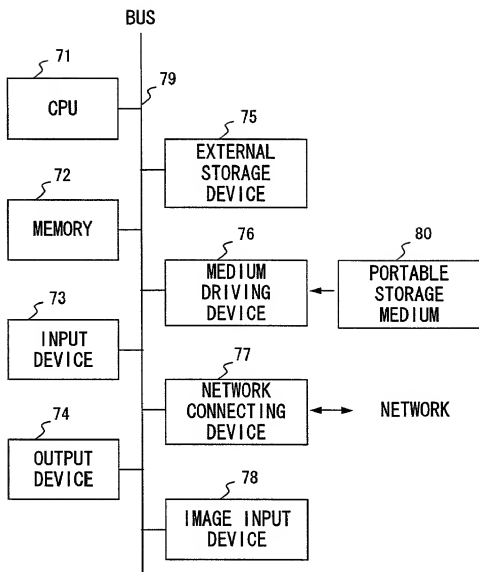 BUS
71
CPU
79
75
EXTERNAL
STORAGE
DEVICE
72
MEMORY
76
MEDIUM
DRIVING
DEVICE
80
PORTABLE
STORAGE
MEDIUM
73
INPUT
DEVICE
77
NETWORK
CONNECTING
DEVICE
NETWORK
74
OUTPUT
DEVICE
78
IMAGE INPUT
DEVICE